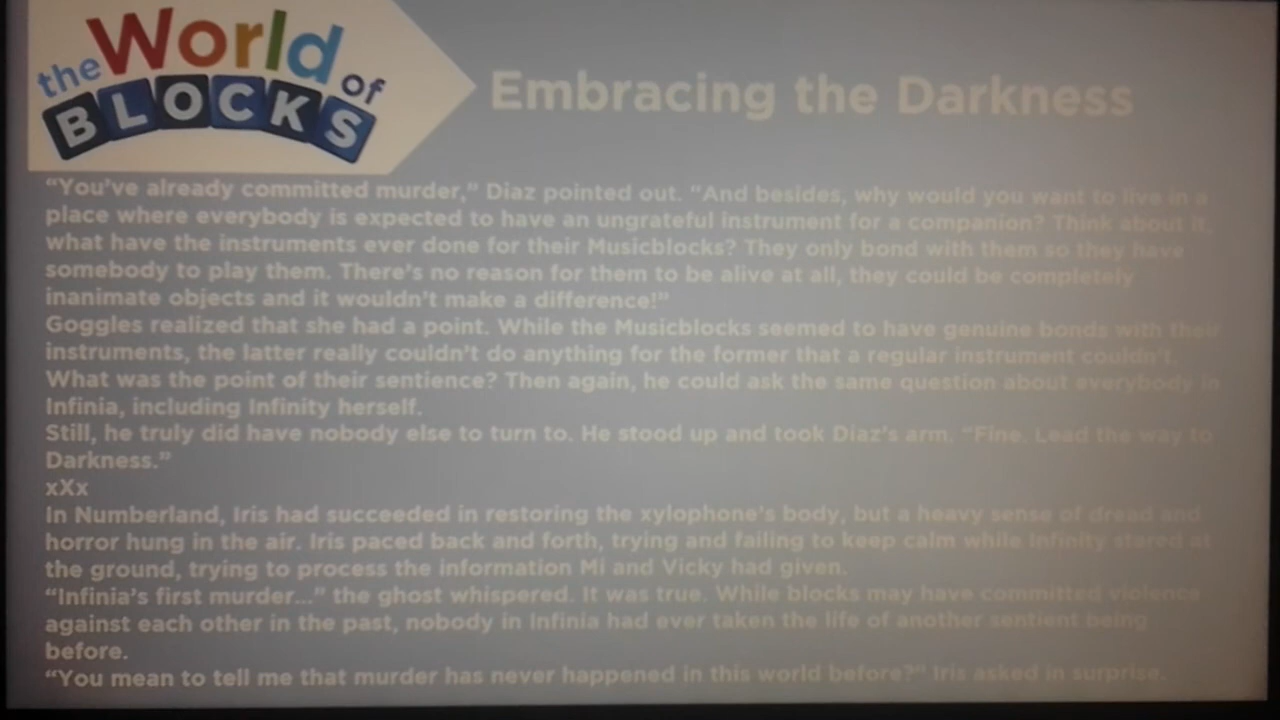 the World of
BLOCKS
Embracing the Darkness
“You’ve already committed murder,” Diaz pointed out. “And besides, why would you want to live in a
place where everybody is expected to have an ungrateful instrument for a companion? Think about it,
what have the instruments ever done for their Musicblocks? They only bond with them so they have
somebody to play them. There’s no reason for them to be alive at all, they could be completely
inanimate objects and it wouldn’t make a difference!”
Goggles realized that she had a point. While the Musicblocks seemed to have genuine bonds with their
instruments, the latter really couldn’t do anything for the former that a regular instrument couldn’t.
What was the point of their sentience? Then again, he could ask the same question about everybody in
Infinia, including Infinity herself.
Still, he truly did have nobody else to turn to. He stood up and took Diaz’s arm. “Fine. Lead the way to
Darkness.”
xXx
In Numberland, Iris had succeeded in restoring the xylophone’s body, but a heavy sense of dread and
horror hung in the air. Iris paced back and forth, trying and failing to keep calm while Infinity stared at
the ground, trying to process the information Mi and Vicky had given.
“Infinia’s first murder...” the ghost whispered. It was true. While blocks may have committed violence
against each other in the past, nobody in Infinia had ever taken the life of another sentient being
before.
“You mean to tell me that murder has never happened in this world before?” Iris asked in surprise.